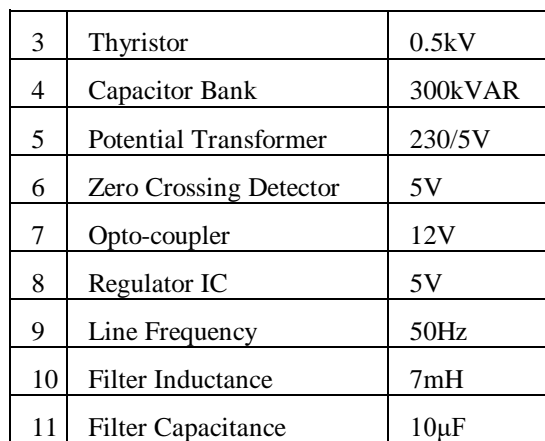 3 Thyristor 0.5kV
4 Capacitor Bank 300kVAR
5 Potential Transformer 230/5V
6 Zero Crossing Detector 5V
7 Opto-coupler 12V
8 Regulator IC 5V
9 Line Frequency 50Hz
10 Filter Inductance 7mH
11 Filter Capacitance 10µF